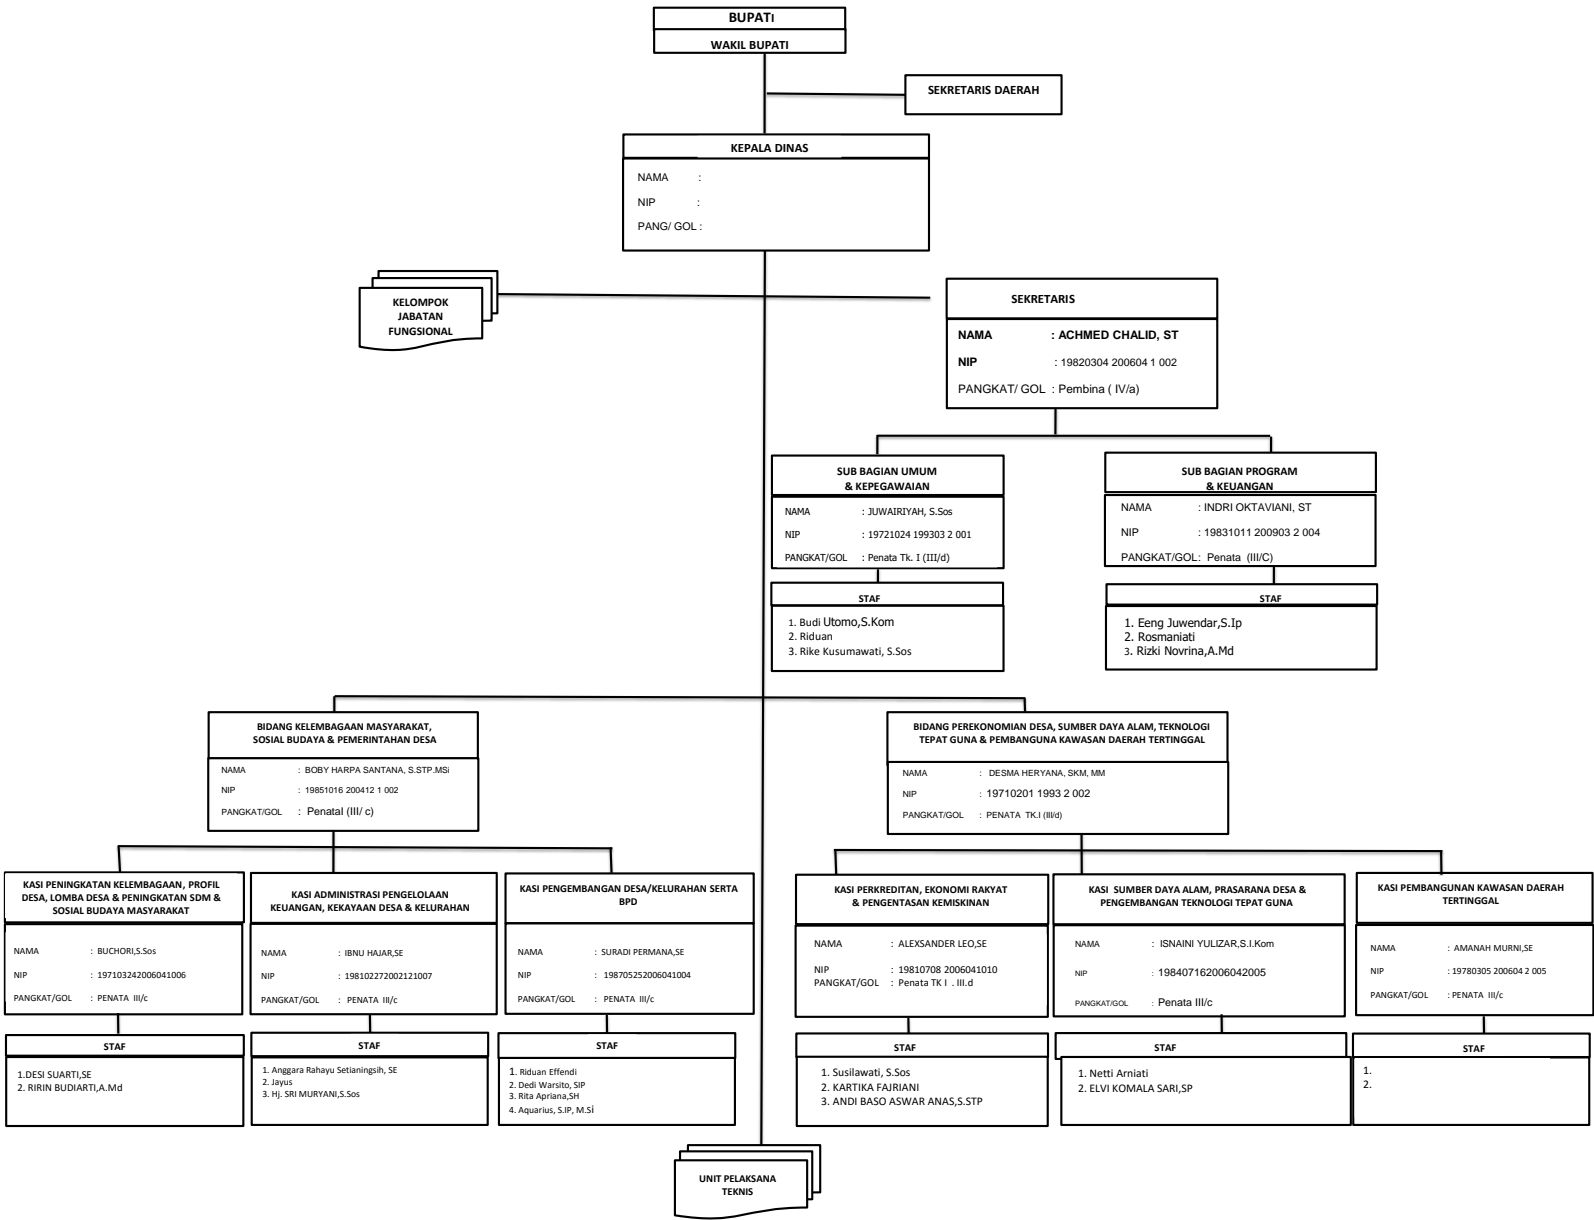 BUPATI
WAKIL BUPATI
SEKRETARIS DAERAH
KEPALA DINAS
NAMA :
NIP :
PANG/ GOL :
KELOMPOK
JABATAN
FUNGSIONAL
SEKRETARIS
NAMA : ACHMED CHALID, ST
NIP : 19820304 200604 1 002
PANGKAT/ GOL : Pembina ( IV/a)
SUB BAGIAN UMUM
& KEPEGAWAIAN
NAMA : JUWAIRIYAH, S.Sos
NIP : 19721024 199303 2 001
PANGKAT/GOL : Penata Tk. I (III/d)
STAF
1. Budi Utomo,S.Kom
2. Riduan
3. Rike Kusumawati, S.Sos
SUB BAGIAN PROGRAM
& KEUANGAN
NAMA : INDRI OKTAVIANI, ST
NIP : 19831011 200903 2 004
PANGKAT/GOL: Penata (III/C)
STAF
1. Eeng Juwendar,S.Ip
2. Rosmaniati
3. Rizki Novrina,A.Md
BIDANG KELEMBAGAAN MASYARAKAT,
SOSIAL BUDAYA & PEMERINTAHAN DESA
NAMA : BOBY HARPA SANTANA, S.STP.MSi
NIP : 19851016 200412 1 002
PANGKAT/GOL : PenataI (III/ c)
BIDANG PEREKONOMIAN DESA, SUMBER DAYA ALAM, TEKNOLOGI
TEPAT GUNA & PEMBANGUNA KAWASAN DAERAH TERTINGGAL
NAMA : DESMA HERYANA, SKM, MM
NIP : 19710201 1993 2 002
PANGKAT/GOL : PENATA TK.I (III/d)
KASI PENINGKATAN KELEMBAGAAN, PROFIL
DESA, LOMBA DESA & PENINGKATAN SDM &
SOSIAL BUDAYA MASYARAKAT
NAMA : BUCHORI,S.Sos
NIP : 197103242006041006
PANGKAT/GOL : PENATA III/c
STAF
1.DESI SUARTI,SE
2. RIRIN BUDIARTI,A.Md
KASI ADMINISTRASI PENGELOLAAN
KEUANGAN, KEKAYAAN DESA & KELURAHAN
NAMA : IBNU HAJAR,SE
NIP : 198102272002121007
PANGKAT/GOL : PENATA III/c
STAF
1. Anggara Rahayu Setianingsih, SE
2. Jayus
3. Hj. SRI MURYANI,S.Sos
KASI PENGEMBANGAN DESA/KELURAHAN SERTA
BPD
NAMA : SURADI PERMANA,SE
NIP : 198705252006041004
PANGKAT/GOL : PENATA III/c
STAF
1. Riduan Effendi
2. Dedi Warsito, SIP
3. Rita Apriana,SH
4. Aquarius, S.IP, M.Si
KASI PERKREDITAN, EKONOMI RAKYAT
& PENGENTASAN KEMISKINAN
NAMA : ALEXSANDER LEO,SE
NIP : 19810708 2006041010
PANGKAT/GOL : Penata TK I . III.d
STAF
1. Susilawati, S.Sos
2. KARTIKA FAJRIANI
3. ANDI BASO ASWAR ANAS,S.STP
KASI SUMBER DAYA ALAM, PRASARANA DESA &
PENGEMBANGAN TEKNOLOGI TEPAT GUNA
NAMA : ISNAINI YULIZAR,S.I.Kom
NIP : 198407162006042005
PANGKAT/GOL : Penata III/c
STAF
1. Netti Arniati
2. ELVI KOMALA SARI,SP
KASI PEMBANGUNAN KAWASAN DAERAH
TERTINGGAL
NAMA : AMANAH MURNI,SE
NIP : 19780305 200604 2 005
PANGKAT/GOL : PENATA III/c
STAF
1.
2.
UNIT PELAKSANA
TEKNIS